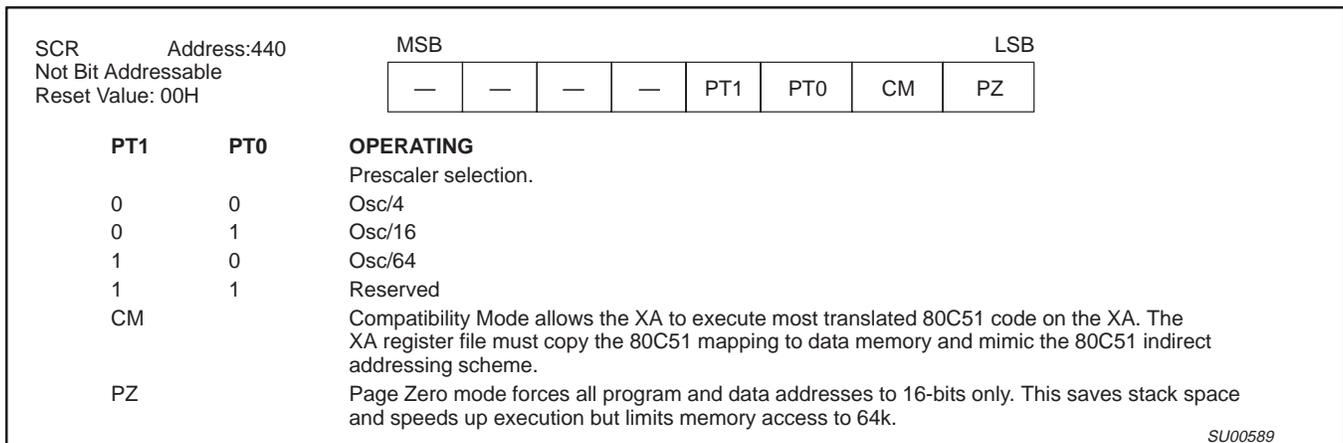 SCR Address:440 MSB LSB
Not Bit Addressable
Reset Value: 00H
— — — — PT1 PT0 CM PZ
PT1 PT0 OPERATING
Prescaler selection.
0 0 Osc/4
0 1 Osc/16
1 0 Osc/64
1 1 Reserved
CM Compatibility Mode allows the XA to execute most translated 80C51 code on the XA. The
XA register file must copy the 80C51 mapping to data memory and mimic the 80C51 indirect
addressing scheme.
PZ Page Zero mode forces all program and data addresses to 16-bits only. This saves stack space
and speeds up execution but limits memory access to 64k.
SU00589